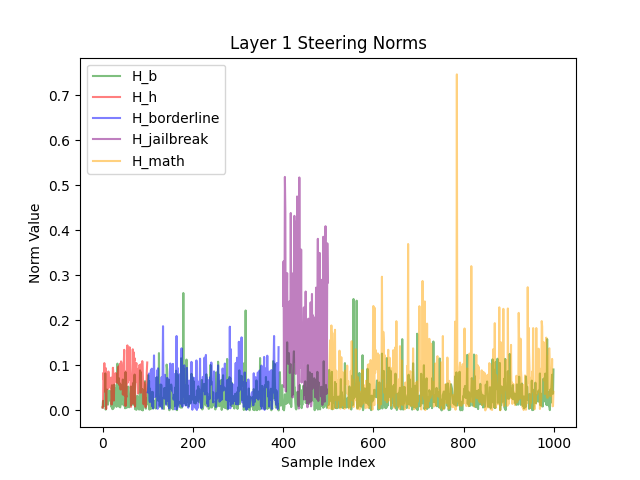 Layer 1 Steering Norms
H_b
H_h
H_borderline
H_jailbreak
H_math
Norm Value
0.7
0.6
0.5
0.4
0.3
0.2
0.1
0.0
0 200 400 600 800 1000
Sample Index